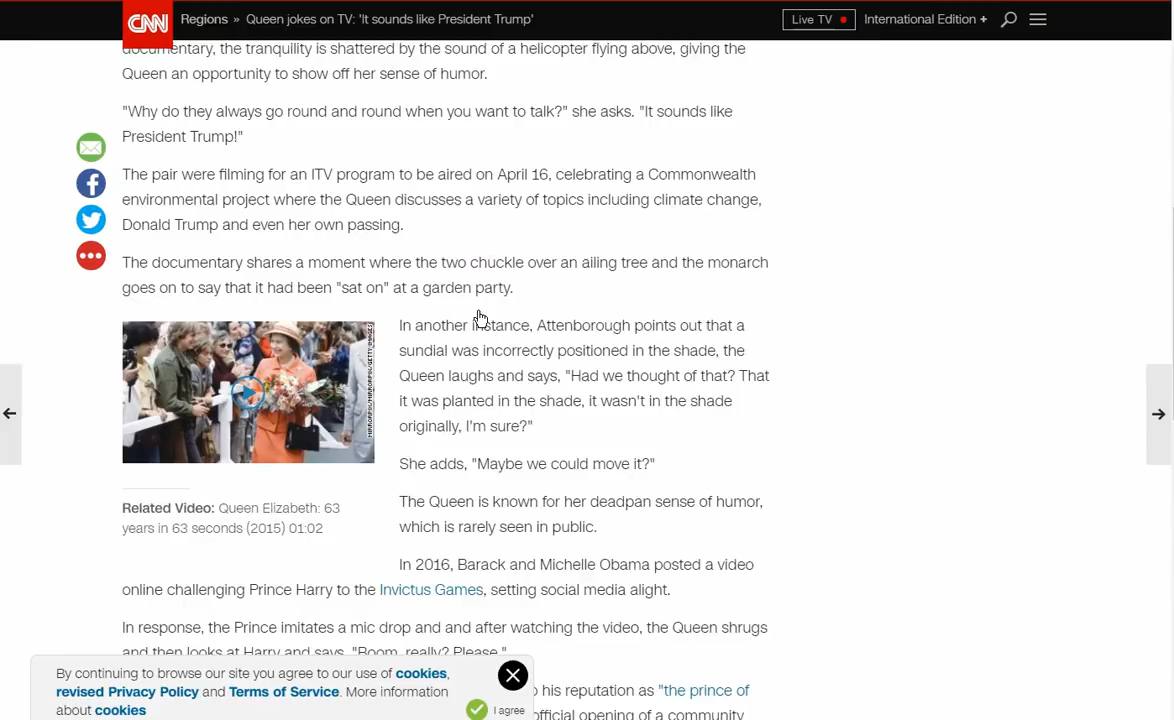 CNN Regions » Queen jokes on TV: 'It sounds like President Trump' Live TV International Edition +
documentary, the tranquility is shattered by the sound of a helicopter flying above, giving the
Queen an opportunity to show off her sense of humor.
"Why do they always go round and round when you want to talk?" she asks. "It sounds like
President Trump!"
The pair were filming for an ITV program to be aired on April 16, celebrating a Commonwealth
environmental project where the Queen discusses a variety of topics including climate change,
Donald Trump and even her own passing.
The documentary shares a moment where the two chuckle over an ailing tree and the monarch
goes on to say that it had been "sat on" at a garden party.
In another instance, Attenborough points out that a
sundial was incorrectly positioned in the shade, the
Queen laughs and says, "Had we thought of that? That
it was planted in the shade, it wasn't in the shade
originally, I'm sure?"
She adds, "Maybe we could move it?"
The Queen is known for her deadpan sense of humor,
which is rarely seen in public.
MIRRORPIX/MIRRORPIX/GETTY IMAGES
Related Video: Queen Elizabeth: 63
years in 63 seconds (2015) 01:02
In 2016, Barack and Michelle Obama posted a video
online challenging Prince Harry to the Invictus Games, setting social media alight.
In response, the Prince imitates a mic drop and and after watching the video, the Queen shrugs
and then looks at Harry and says, "Boom, really? Please."
o his reputation as "the prince of
official opening of a community
By continuing to browse our site you agree to our use of cookies,
revised Privacy Policy and Terms of Service. More information
about cookies
I agree